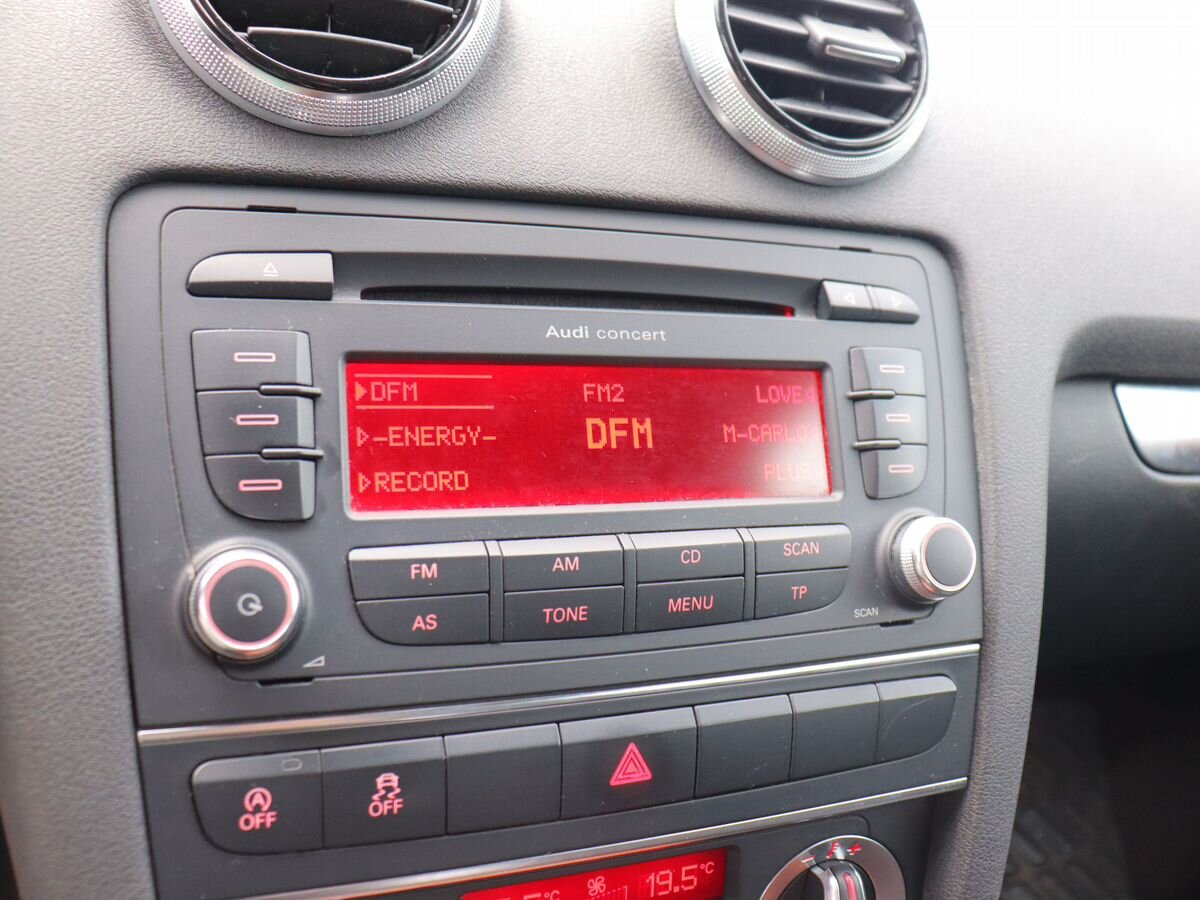 Audi concert
DFM FM2 LOVE
-ENERGY- DFM M-CARLO
RECORD PLUS
FM AM CD SCAN
AS TONE MENU TP
SCAN
A
OFF OFF
19.5°C